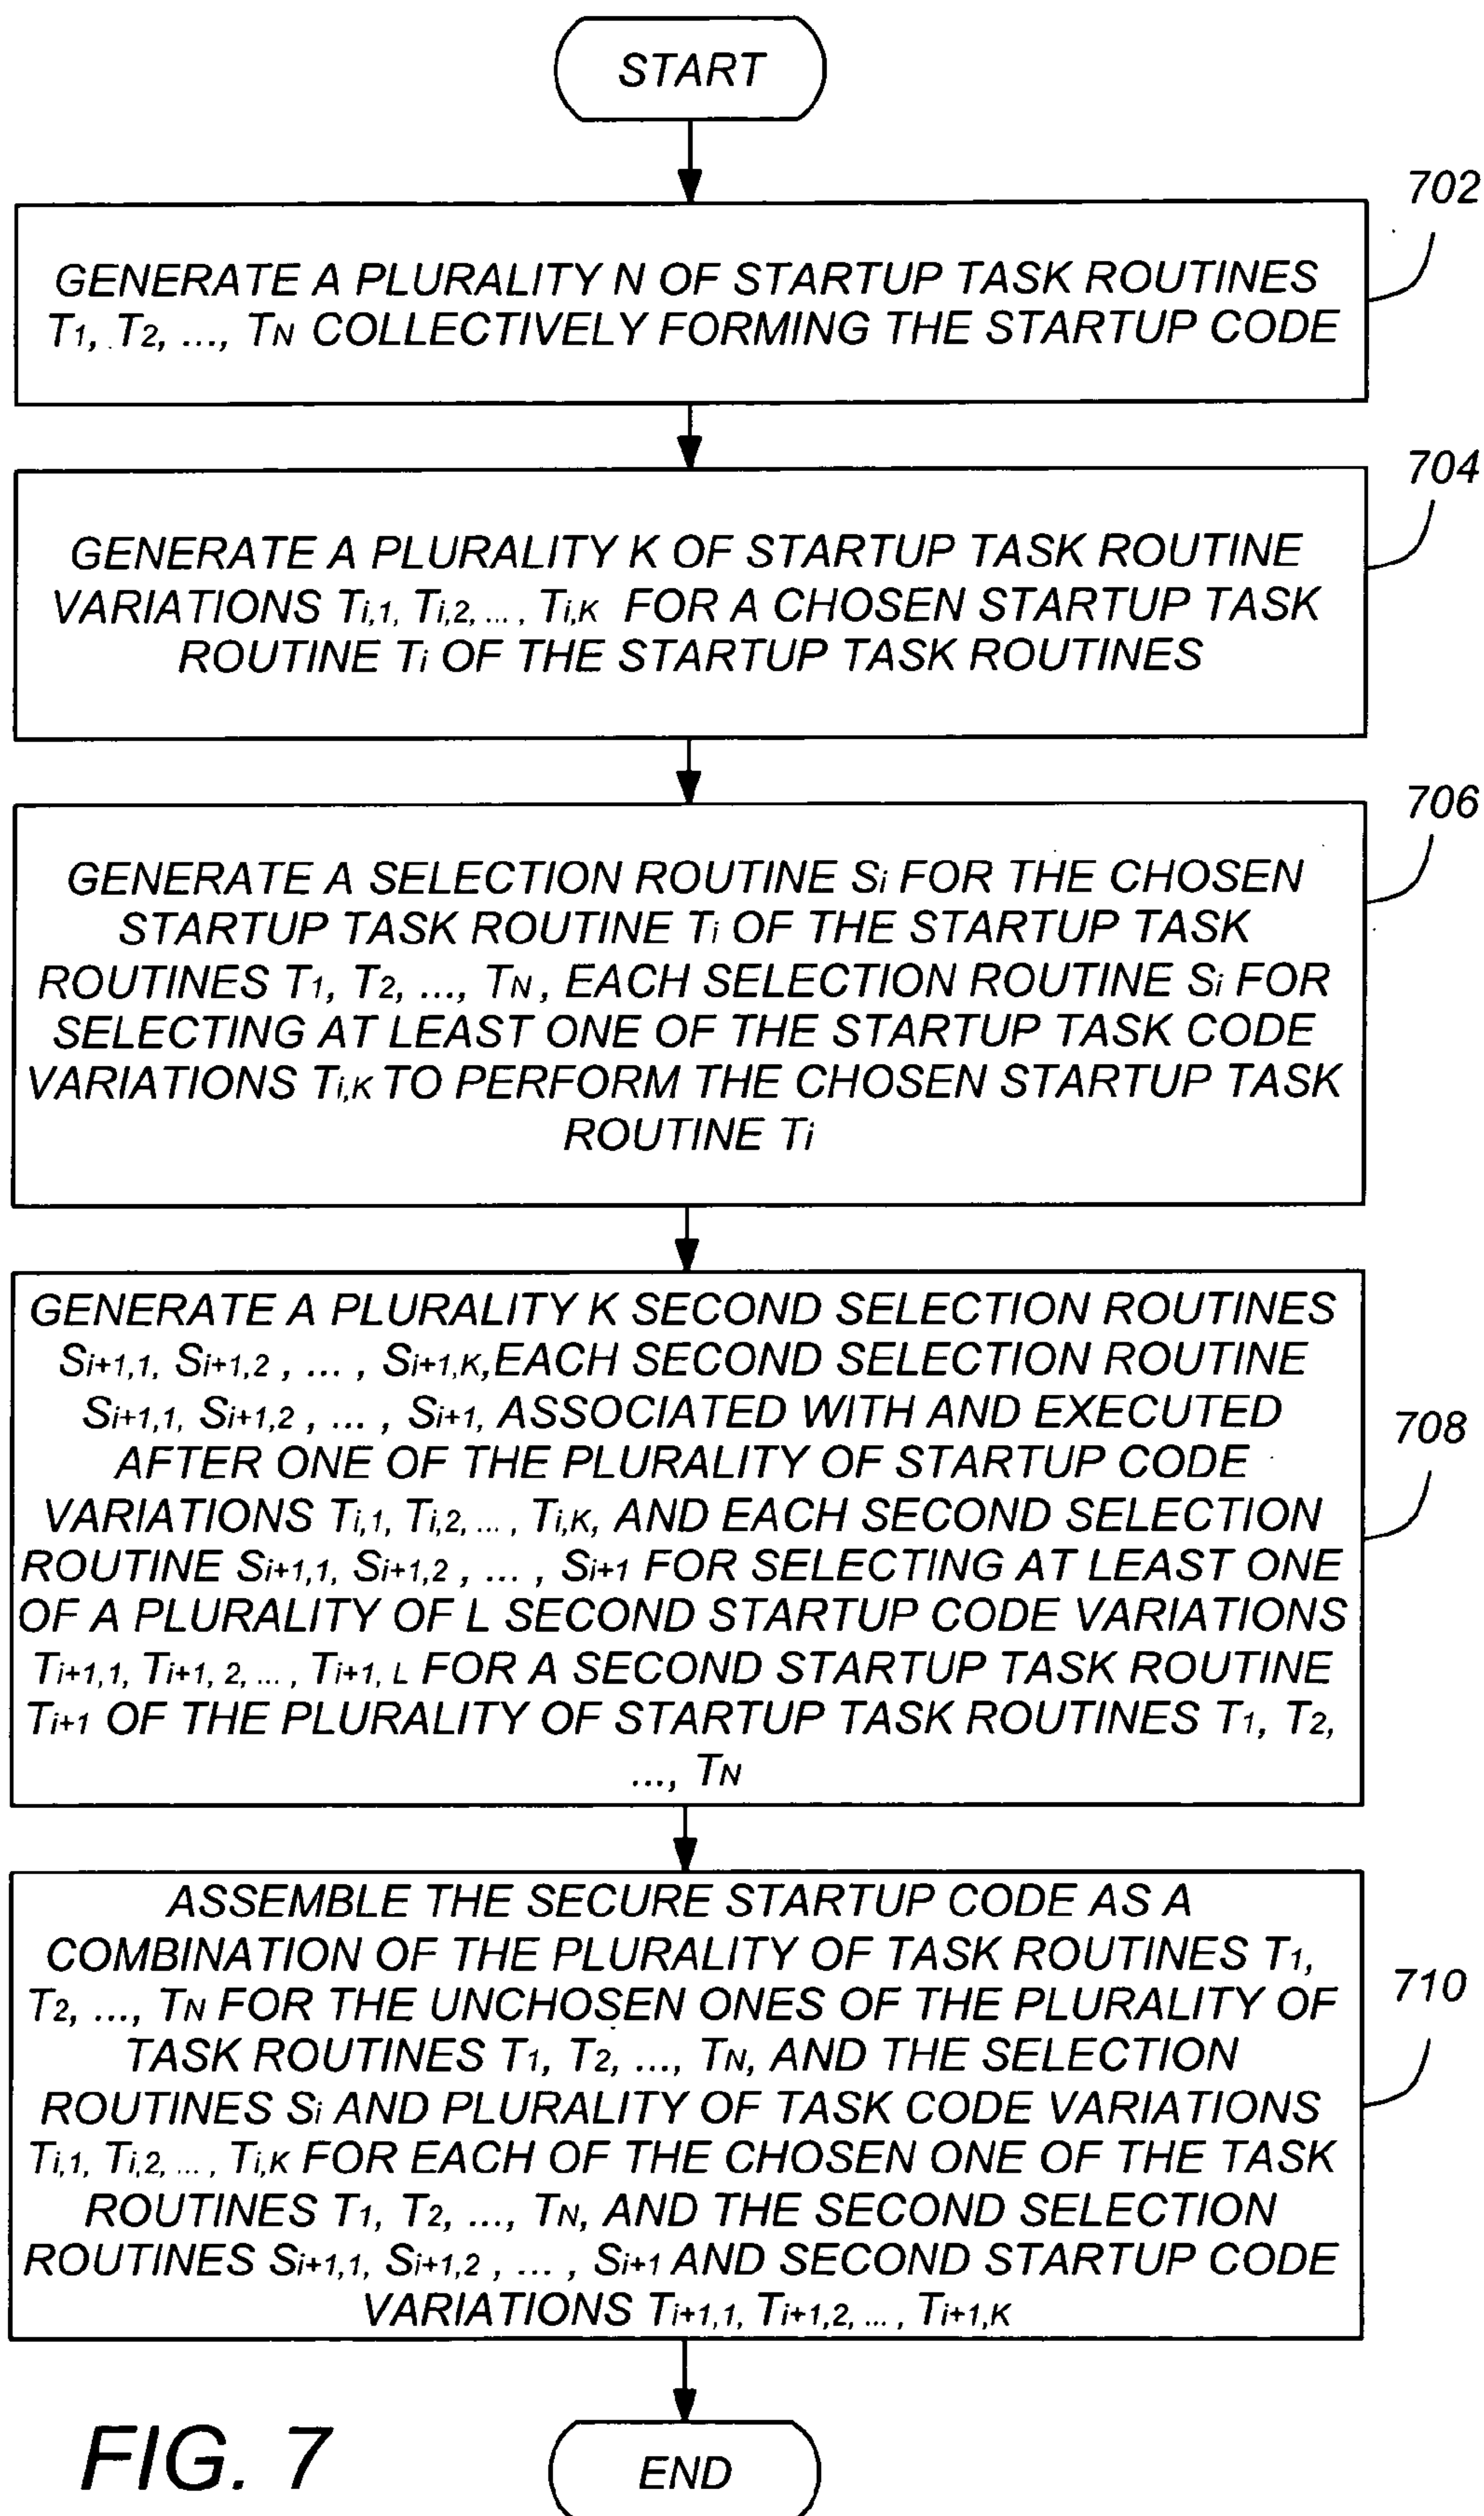 START
702
GENERATE A PLURALITY N OF STARTUP TASK ROUTINES
T1, T2, ..., TN COLLECTIVELY FORMING THE STARTUP CODE
704
GENERATE A PLURALITY K OF STARTUP TASK ROUTINE
VARIATIONS Ti,1, Ti,2, ... , Ti,K FOR A CHOSEN STARTUP TASK
ROUTINE Ti OF THE STARTUP TASK ROUTINES
706
GENERATE A SELECTION ROUTINE Si FOR THE CHOSEN
STARTUP TASK ROUTINE Ti OF THE STARTUP TASK
ROUTINES T1, T2, ..., TN, EACH SELECTION ROUTINE Si FOR
SELECTING AT LEAST ONE OF THE STARTUP TASK CODE
VARIATIONS Ti,K TO PERFORM THE CHOSEN STARTUP TASK
ROUTINE Ti
708
GENERATE A PLURALITY K SECOND SELECTION ROUTINES
Si+1,1, Si+1,2 , ... , Si+1,K, EACH SECOND SELECTION ROUTINE
Si+1,1, Si+1,2 , ... , Si+1, ASSOCIATED WITH AND EXECUTED
AFTER ONE OF THE PLURALITY OF STARTUP CODE
VARIATIONS Ti,1, Ti,2, ... , Ti,K, AND EACH SECOND SELECTION
ROUTINE Si+1,1, Si+1,2 , ... , Si+1 FOR SELECTING AT LEAST ONE
OF A PLURALITY OF L SECOND STARTUP CODE VARIATIONS
Ti+1,1, Ti+1, 2, ... , Ti+1, L FOR A SECOND STARTUP TASK ROUTINE
Ti+1 OF THE PLURALITY OF STARTUP TASK ROUTINES T1, T2,
..., TN
710
ASSEMBLE THE SECURE STARTUP CODE AS A
COMBINATION OF THE PLURALITY OF TASK ROUTINES T1,
T2, ..., TN FOR THE UNCHOSEN ONES OF THE PLURALITY OF
TASK ROUTINES T1, T2, ..., TN, AND THE SELECTION
ROUTINES Si AND PLURALITY OF TASK CODE VARIATIONS
Ti,1, Ti,2, ... , Ti,K FOR EACH OF THE CHOSEN ONE OF THE TASK
ROUTINES T1, T2, ..., TN, AND THE SECOND SELECTION
ROUTINES Si+1,1, Si+1,2 , ... , Si+1 AND SECOND STARTUP CODE
VARIATIONS Ti+1,1, Ti+1,2, ... , Ti+1,K
FIG. 7
END